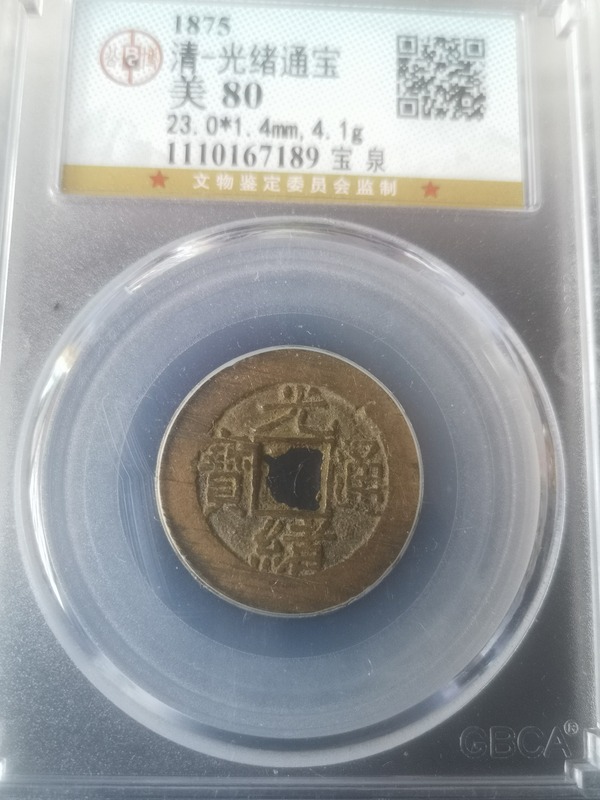 1875
清-光绪通宝
美 80
23.0*1.4mm,4.1g
1110167189 宝 泉
★ 文物鉴定委员会监制 ★
光
寶 通
緒
GBCA®